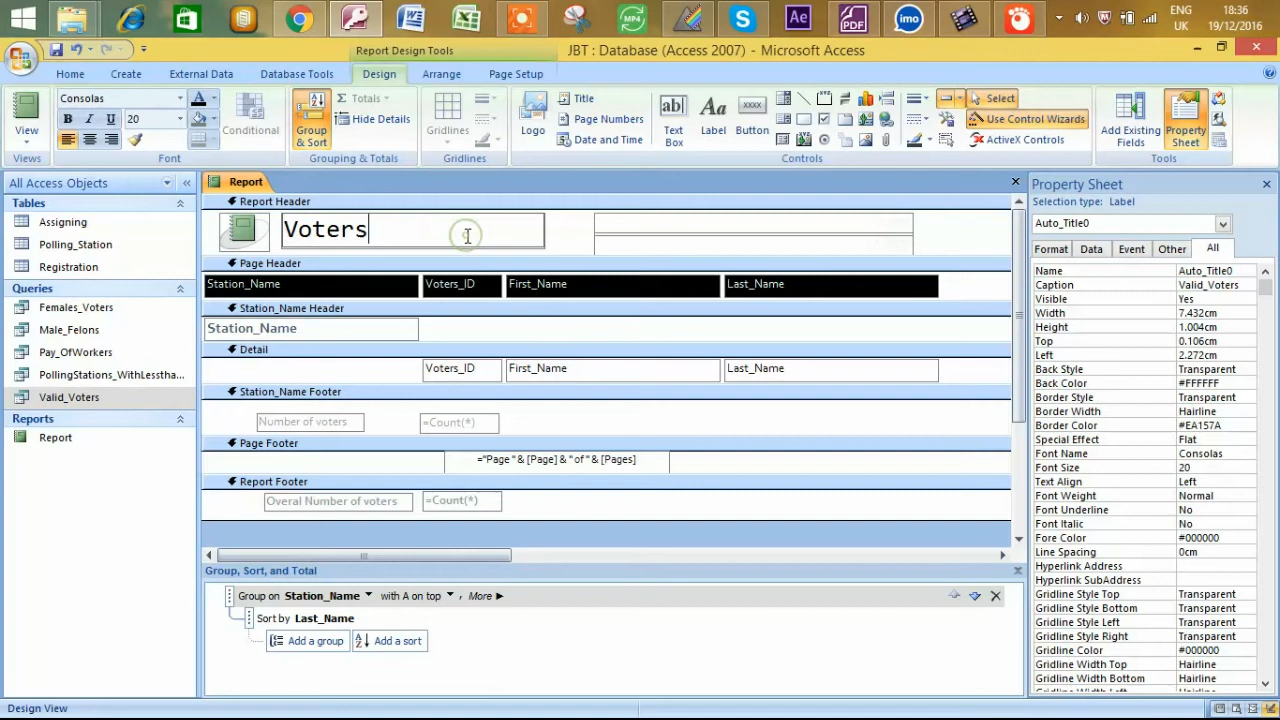 MP4
Ae
PDF
imo
ENG
UK
18:36
19/12/2016
Report Design Tools
JBT : Database (Access 2007) - Microsoft Access
Home
Create
External Data
Database Tools
Design
Arrange
Page Setup
View
Views
Consolas
A
B I U
20
Conditional
Font
Group & Sort
Σ Totals
Hide Details
Grouping & Totals
Gridlines
Gridlines
Logo
Title
Page Numbers
Date and Time
ab|
Text Box
Aa
Label
xxxx
Button
Controls
Select
Use Control Wizards
ActiveX Controls
Add Existing Fields
Property Sheet
Tools
All Access Objects
Tables
Assigning
Polling_Station
Registration
Queries
Females_Voters
Male_Felons
Pay_OfWorkers
PollingStations_WithLesstha...
Valid_Voters
Reports
Report
Report
Report Header
Voters
Page Header
Station_Name Voters_ID First_Name Last_Name
Station_Name Header
Station_Name
Detail
Voters_ID First_Name Last_Name
Station_Name Footer
Number of voters =Count(*)
Page Footer
="Page " & [Page] & " of " & [Pages]
Report Footer
Overal Number of voters =Count(*)
Group, Sort, and Total
Group on Station_Name with A on top , More
Sort by Last_Name
Add a group
Add a sort
Property Sheet
Selection type: Label
Auto_Title0
Format Data Event Other All
Name Auto_Title0
Caption Valid_Voters
Visible Yes
Width 7.432cm
Height 1.004cm
Top 0.106cm
Left 2.272cm
Back Style Transparent
Back Color #FFFFFF
Border Style Transparent
Border Width Hairline
Border Color #EA157A
Special Effect Flat
Font Name Consolas
Font Size 20
Text Align Left
Font Weight Normal
Font Underline No
Font Italic No
Fore Color #000000
Line Spacing 0cm
Hyperlink Address
Hyperlink SubAddress
Gridline Style Top Transparent
Gridline Style Bottom Transparent
Gridline Style Left Transparent
Gridline Style Right Transparent
Gridline Color #000000
Gridline Width Top Hairline
Gridline Width Bottom Hairline
Gridline Width Left Hairline
Design View